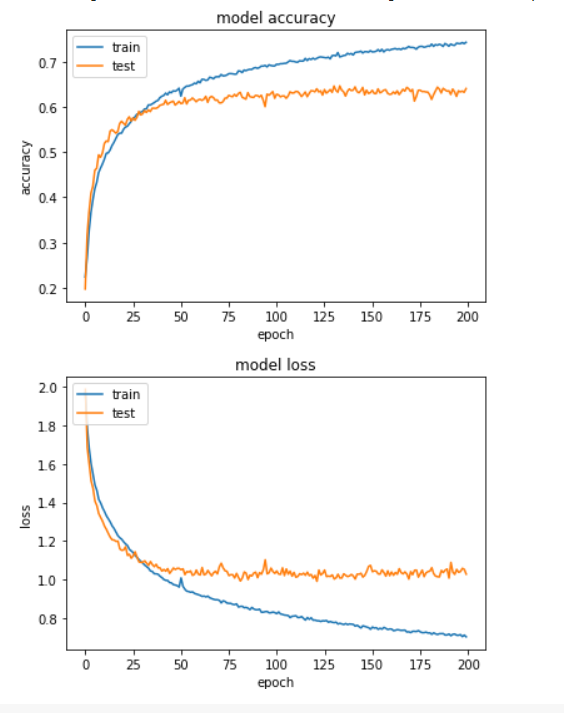 model accuracy
train
test
0.7
0.6
0.5
0.4
0.3
0.2
accuracy
0 25 50 75 100 125 150 175 200
epoch
model loss
train
test
2.0
1.8
1.6
1.4
1.2
1.0
0.8
loss
0 25 50 75 100 125 150 175 200
epoch